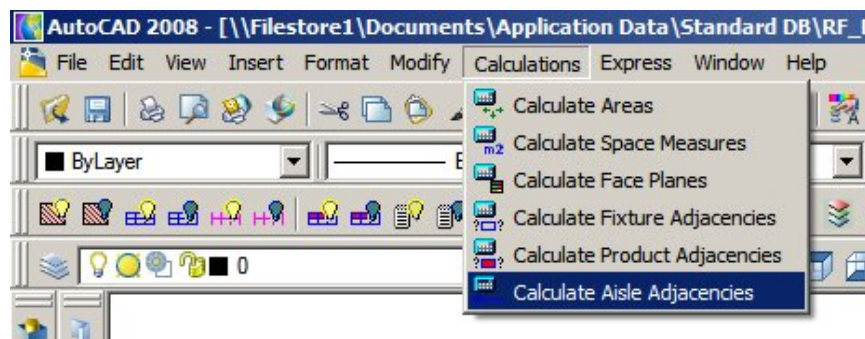 AutoCAD 2008 - [\\Filestore1\Documents\Application Data\Standard DB\RF_
File Edit View Insert Format Modify Calculations Express Window Help
Calculate Areas
m2 Calculate Space Measures
ByLayer
Calculate Face Planes
?? Calculate Fixture Adjacencies
?? Calculate Product Adjacencies
0
Calculate Aisle Adjacencies